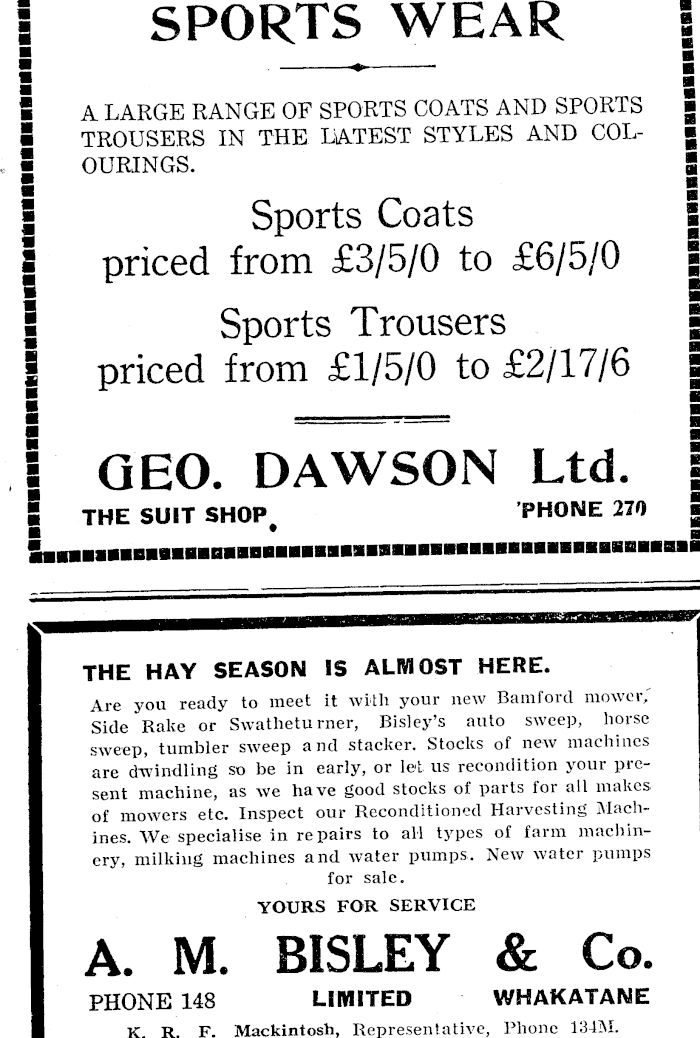 SPORTS WEAR
A LARGE RANGE OF SPORTS COATS AND SPORTS
TROUSERS IN THE LATEST STYLES AND COL-
OURINGS.
Sports Coats
priced from £3/5/0 to £6/5/0
Sports Trousers
priced from £1/5/0 to £2/17/6
GEO. DAWSON Ltd.
THE SUIT SHOP. 'PHONE 270
THE HAY SEASON IS ALMOST HERE.
Are you ready to meet it with your new Bamford mower,
Side Rake or Swatheturner, Bisley's auto sweep, horse
sweep, tumbler sweep and stacker. Stocks of new machines
are dwindling so be in early, or let us recondition your pre-
sent machine, as we have good stocks of parts for all makes
of mowers etc. Inspect our Reconditioned Harvesting Mach-
ines. We specialise in repairs to all types of farm machin-
ery, milking machines and water pumps. New water pumps
for sale.
YOURS FOR SERVICE
A. M. BISLEY & Co.
PHONE 148 LIMITED WHAKATANE
K. R. F. Mackintosh, Representative, Phone 134M.